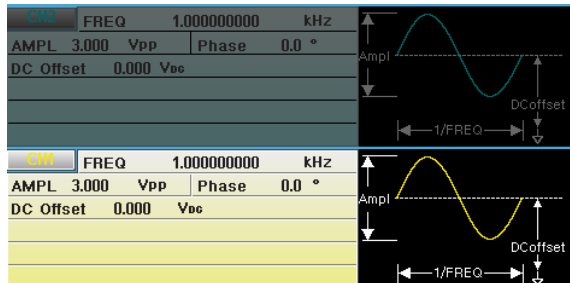 FREQ 1.000000000 kHz
AMPL 3.000 Vpp Phase 0.0 °
DC Offset 0.000 VDC
Ampl
DCoffset
1/FREQ
CH1 FREQ 1.000000000 kHz
AMPL 3.000 Vpp Phase 0.0 °
DC Offset 0.000 VDC
Ampl
DCoffset
1/FREQ